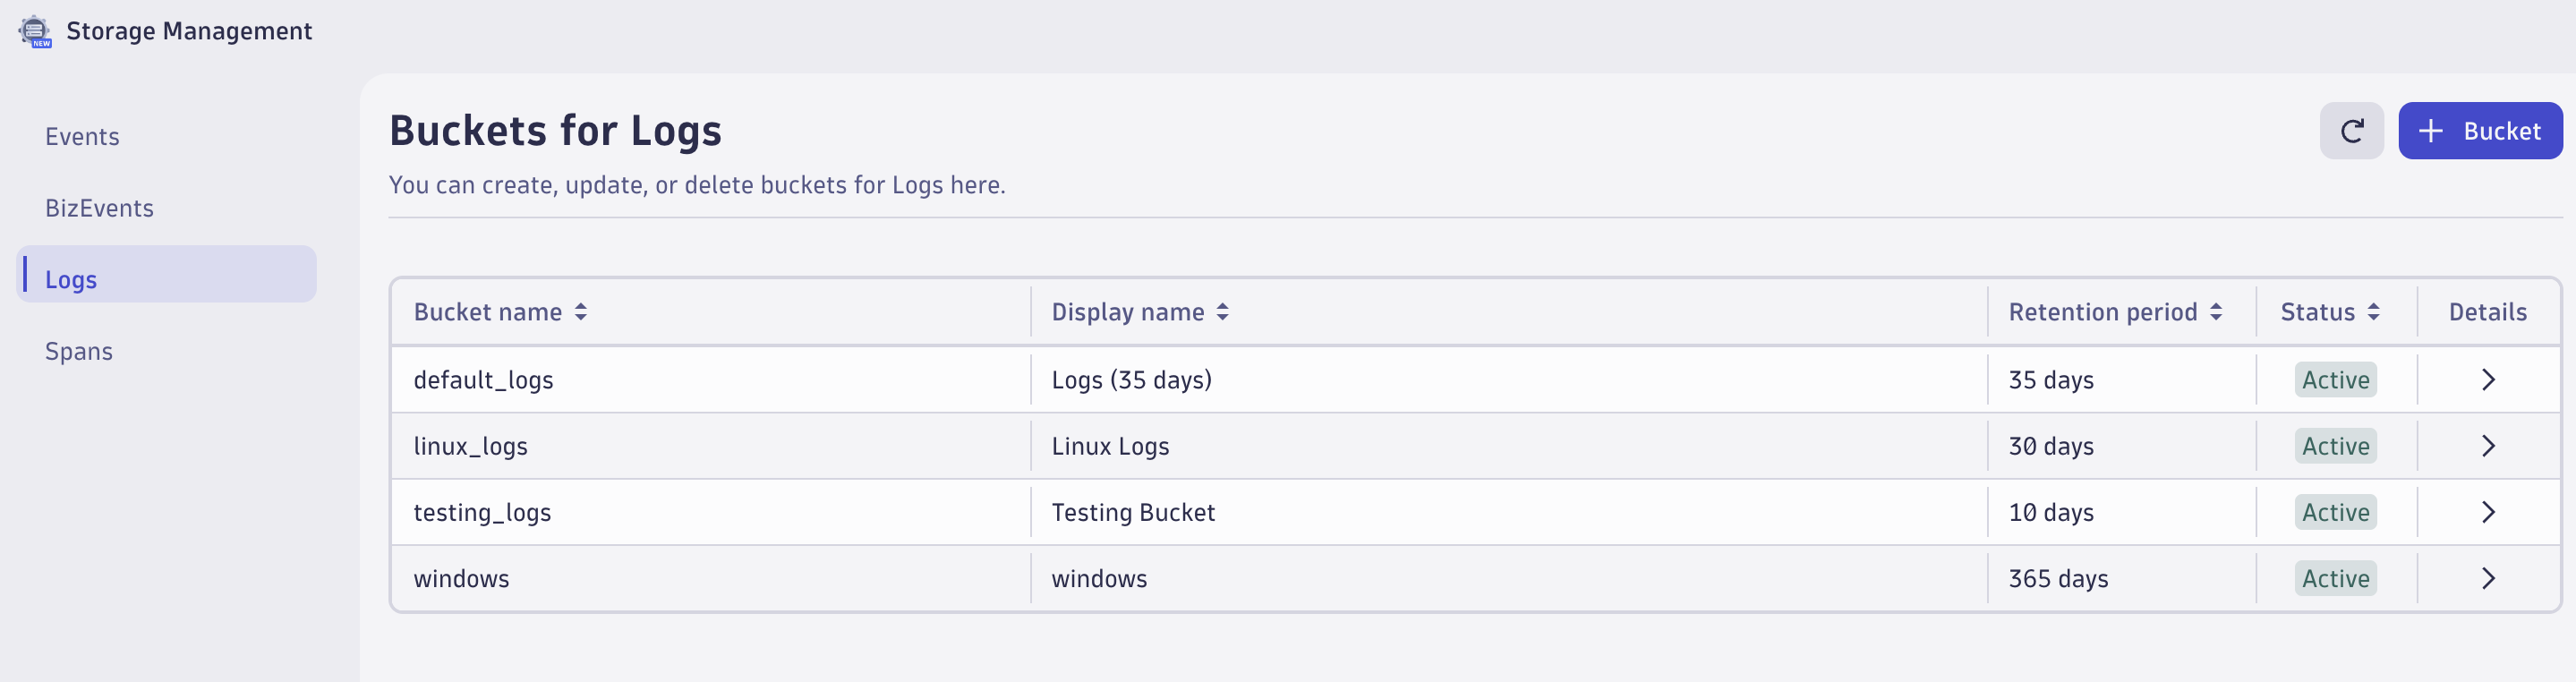 NEW
Storage Management
Events
BizEvents
Logs
Spans
Buckets for Logs
Bucket
You can create, update, or delete buckets for Logs here.
Bucket name Display name Retention period Status Details
default_logs Logs (35 days) 35 days Active
linux_logs Linux Logs 30 days Active
testing_logs Testing Bucket 10 days Active
windows windows 365 days Active